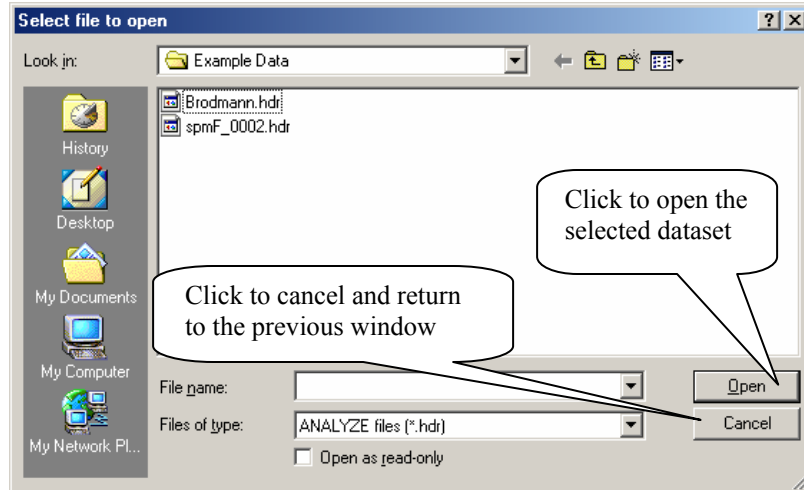 Select file to open
Look in:
Example Data
Brodmann.hdr
spmF_0002.hdr
History
Desktop
My Documents
My Computer
My Network Pl...
Click to open the
selected dataset
Click to cancel and return
to the previous window
File name:
Open
Files of type:
ANALYZE files (*.hdr)
Cancel
Open as read-only